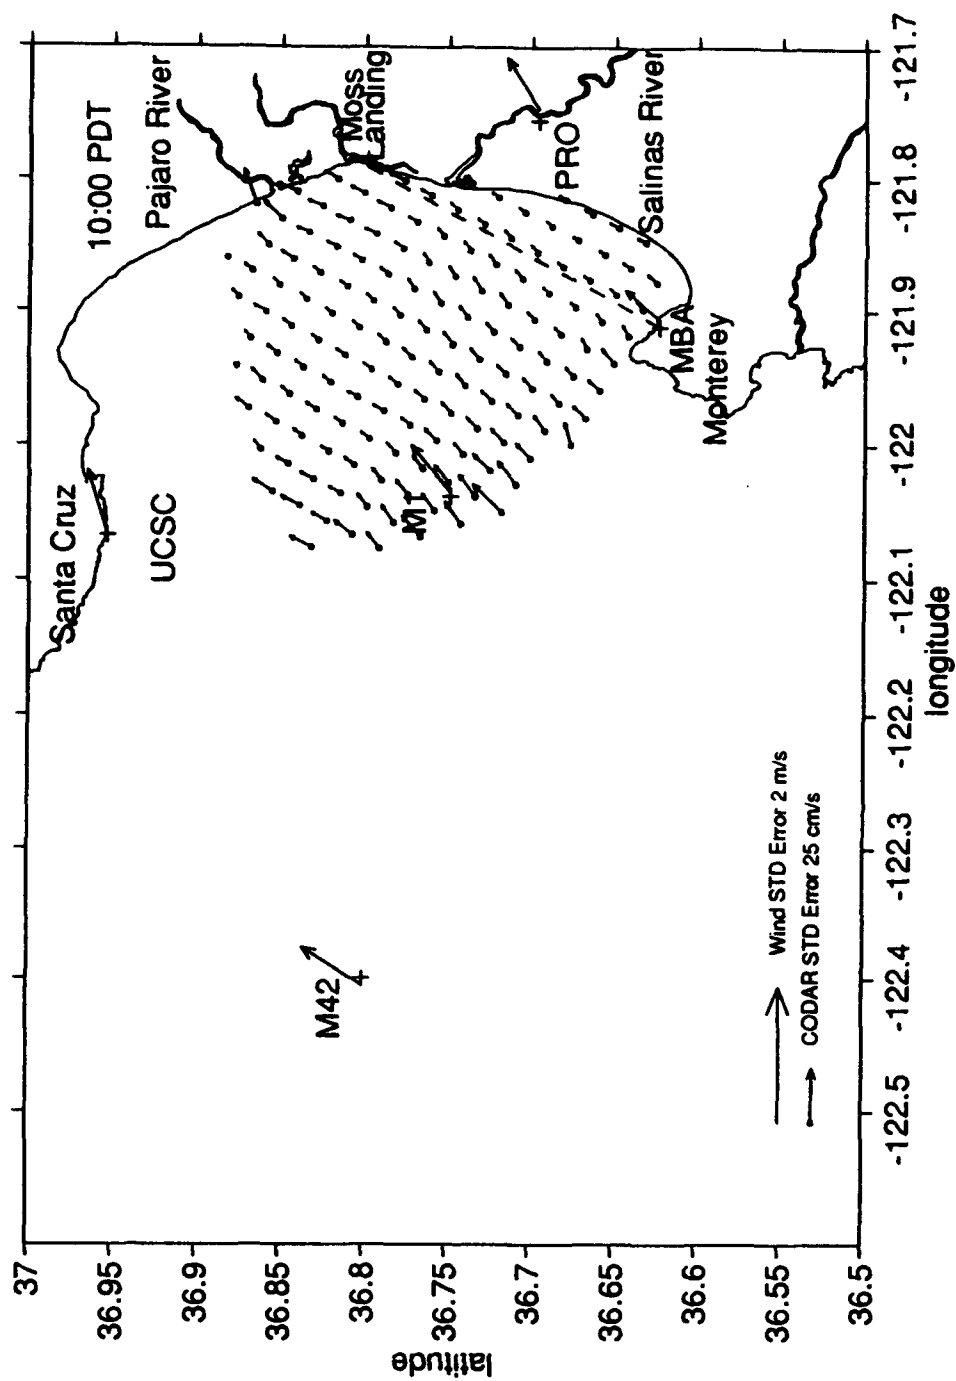 10:00 PDT
Santa Cruz
Pajaro River
UCSC
Moss
Landing
M1
M42
PRO
Salinas River
MBA
Monterey
Wind STD Error 2 m/s
CODAR STD Error 25 cm/s
latitude
37
36.95
36.9
36.85
36.8
36.75
36.7
36.65
36.6
36.55
36.5
-122.5
-122.4
-122.3
-122.2
-122.1
-122
-121.9
-121.8
-121.7
longitude